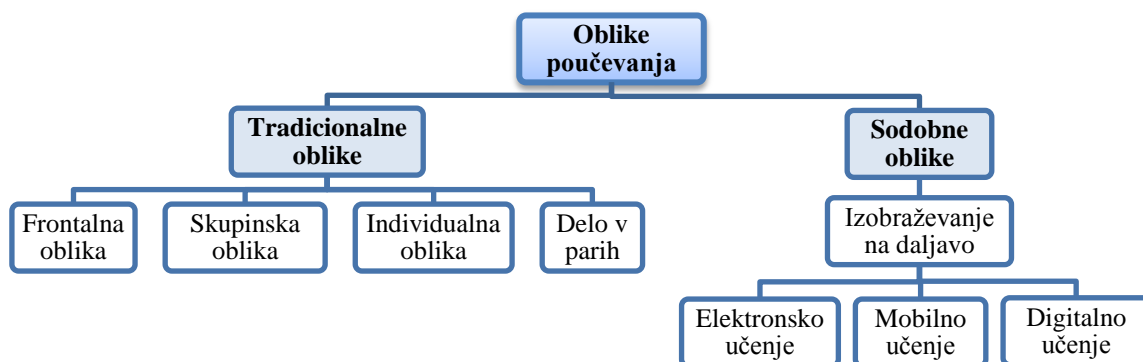 Oblike
poučevanja
Tradicionalne
oblike
Sodobne
oblike
Frontalna
oblika
Skupinska
oblika
Individualna
oblika
Delo v
parih
Izobraževanje
na daljavo
Elektronsko
učenje
Mobilno
učenje
Digitalno
učenje